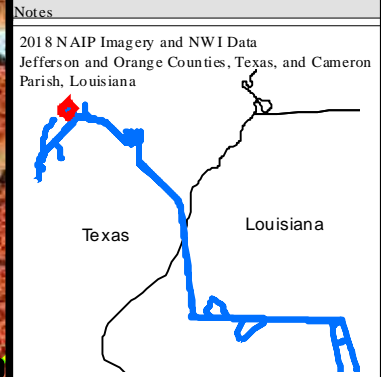 Notes
2018 NAIP Imagery and NWI Data
Jefferson and Orange Counties, Texas, and Cameron
Parish, Louisiana
Texas
Louisiana